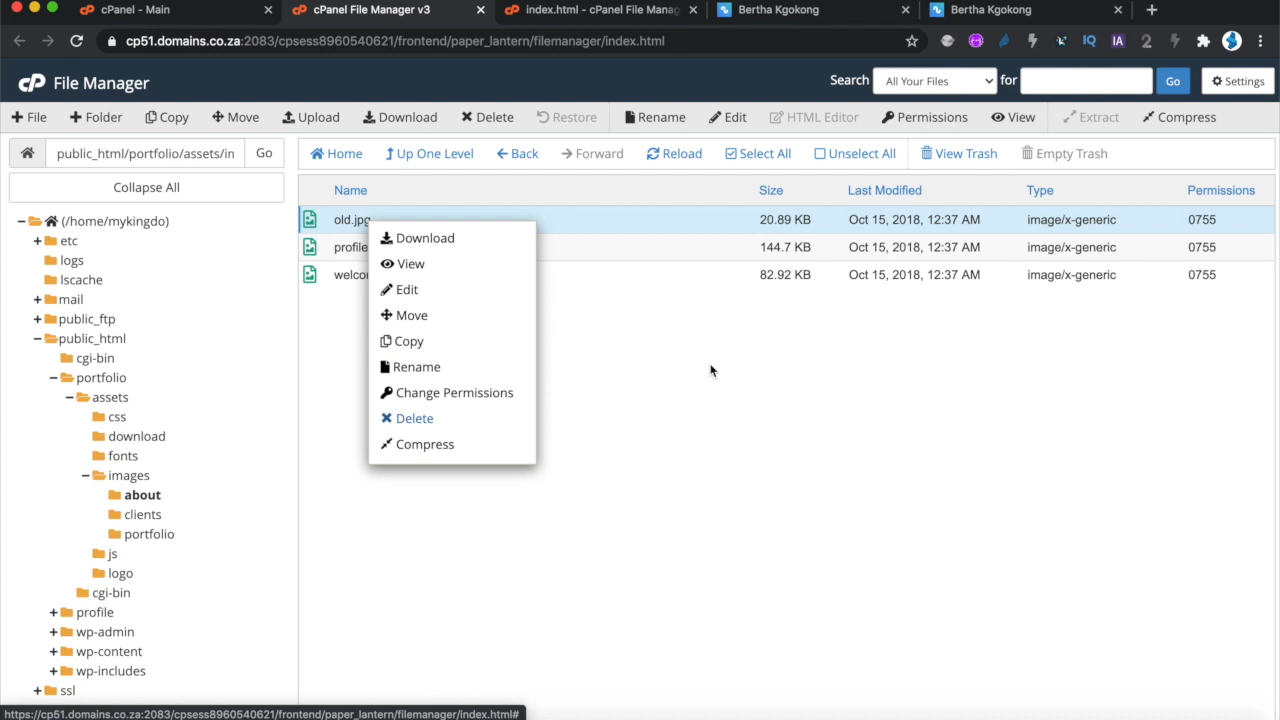 cPanel - Main
cPanel File Manager v3
index.html - cPanel File Manag
Bertha Kgokong
Bertha Kgokong
cp51.domains.co.za:2083/cpsess8960540621/frontend/paper_lantern/filemanager/index.html
IQ
IA
2
cP File Manager
Search All Your Files for Go Settings
File Folder Copy Move Upload Download Delete Restore Rename Edit HTML Editor Permissions View Extract Compress
public_html/portfolio/assets/in Go
Home Up One Level Back Forward Reload Select All Unselect All View Trash Empty Trash
Collapse All
Name Size Last Modified Type Permissions
old.jpg 20.89 KB Oct 15, 2018, 12:37 AM image/x-generic 0755
profile 144.7 KB Oct 15, 2018, 12:37 AM image/x-generic 0755
welco 82.92 KB Oct 15, 2018, 12:37 AM image/x-generic 0755
Download
View
Edit
Move
Copy
Rename
Change Permissions
Delete
Compress
(/home/mykingdo)
etc
logs
lscache
mail
public_ftp
public_html
cgi-bin
portfolio
assets
css
download
fonts
images
about
clients
portfolio
js
logo
cgi-bin
profile
wp-admin
wp-content
wp-includes
ssl
https://cp51.domains.co.za:2083/cpsess8960540621/frontend/paper_lantern/filemanager/index.html#